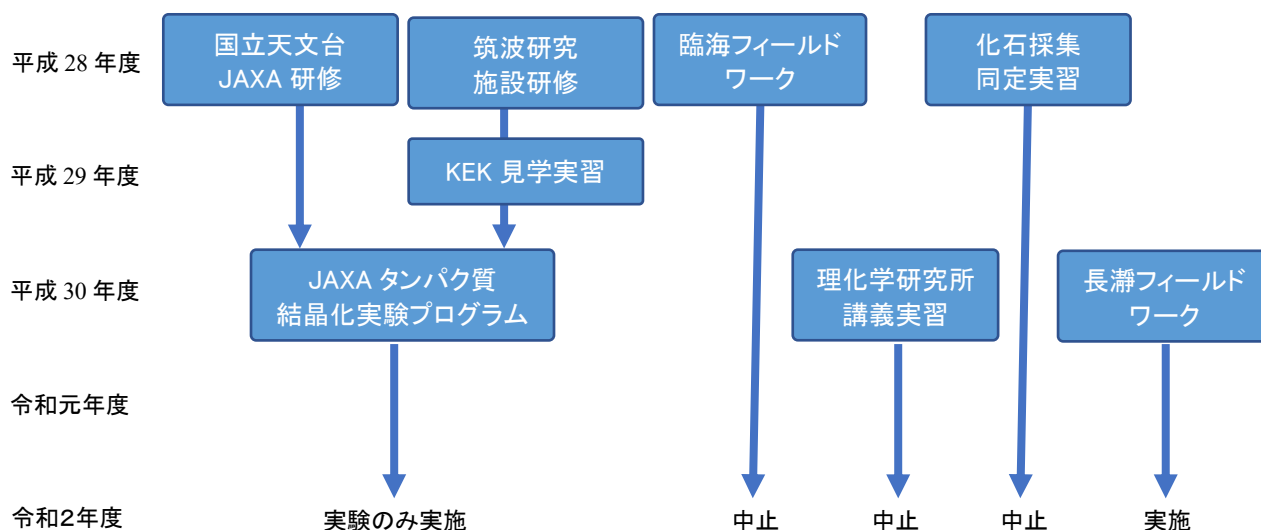 平成 28 年度
国立天文台
JAXA 研修
筑波研究
施設研修
臨海フィールド
ワーク
化石採集
同定実習
平成 29 年度
KEK 見学実習
平成 30 年度
JAXA タンパク質
結晶化実験プログラム
理化学研究所
講義実習
長瀞フィールド
ワーク
令和元年度
令和２年度
実験のみ実施
中止
中止
中止
実施